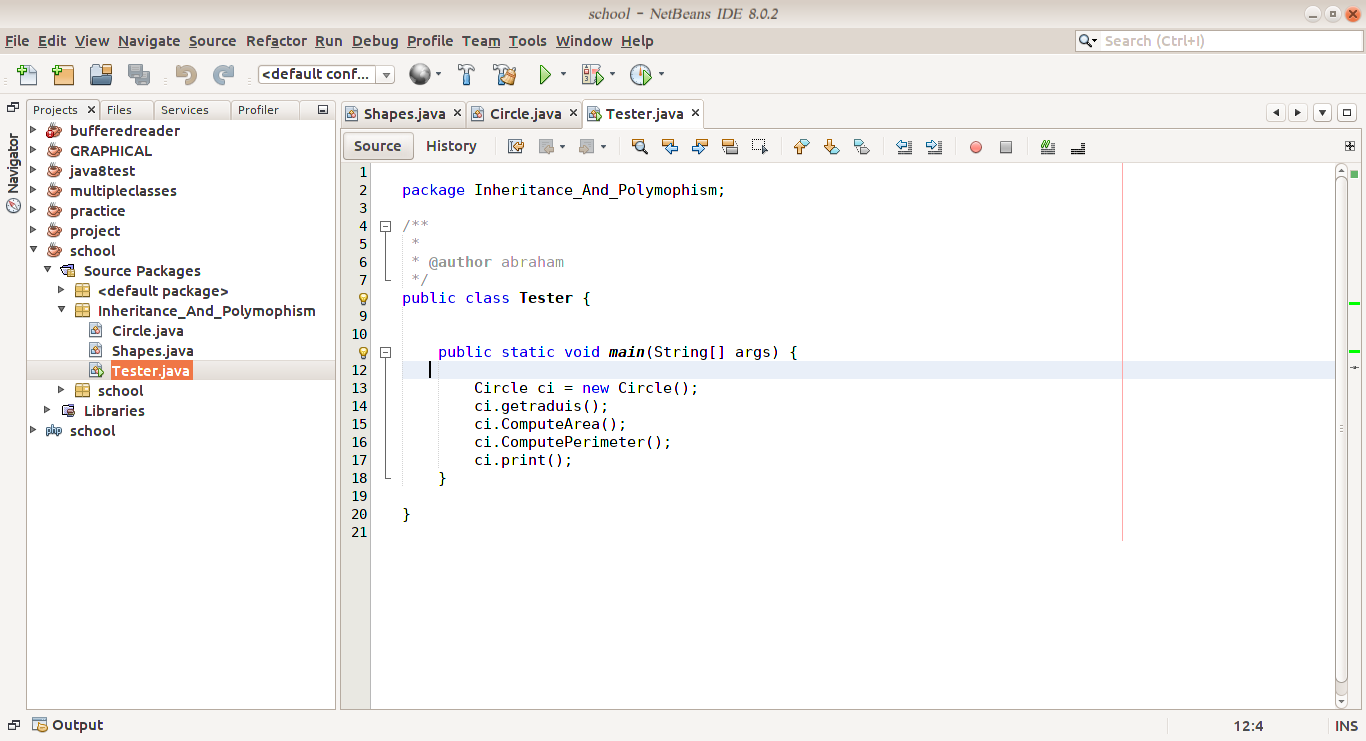 school - NetBeans IDE 8.0.2
File Edit View Navigate Source Refactor Run Debug Profile Team Tools Window Help
Search (Ctrl+I)
<default conf...
Projects Files Services Profiler
Navigator
bufferedreader
GRAPHICAL
java8test
multipleclasses
practice
project
school
Source Packages
<default package>
Inheritance_And_Polymophism
Circle.java
Shapes.java
Tester.java
school
Libraries
php school
Shapes.java Circle.java Tester.java
Source History
1
2 package Inheritance_And_Polymophism;
3
4 /**
5 *
6 * @author abraham
7 */
public class Tester {
9
10
public static void main(String[] args) {
12
13 Circle ci = new Circle();
14 ci.getraduis();
15 ci.ComputeArea();
16 ci.ComputePerimeter();
17 ci.print();
18 }
19
20 }
21
Output
12:4 INS